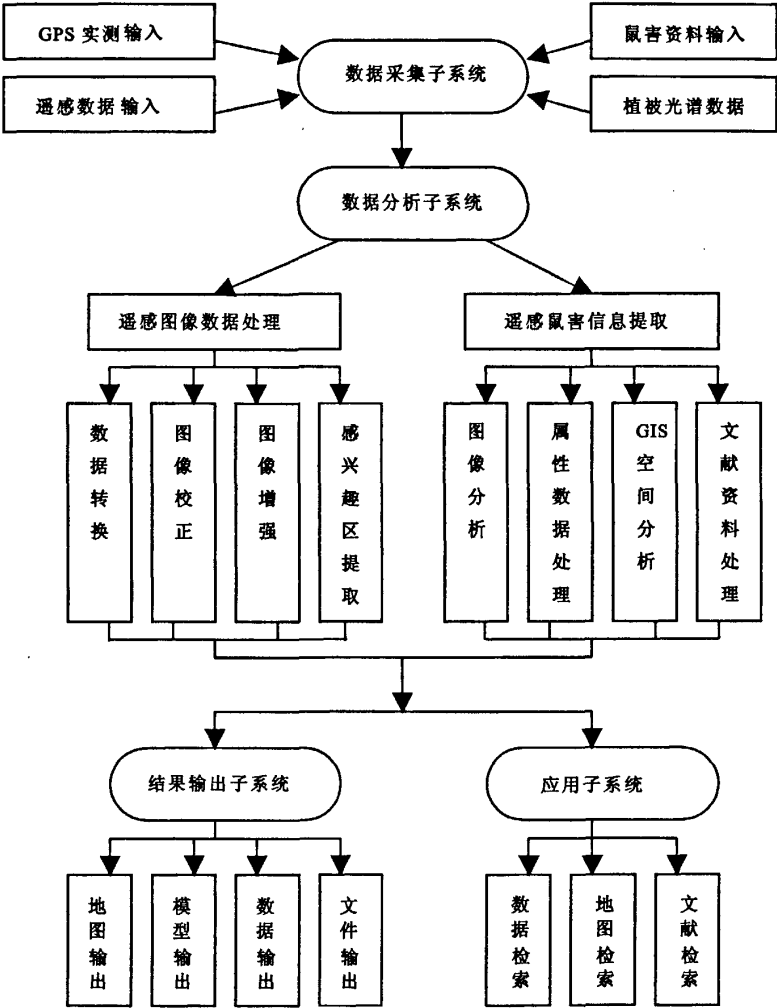 GPS 实测输入
鼠害资料输入
数据采集子系统
遥感数据输入
植被光谱数据
数据分析子系统
遥感图像数据处理
遥感鼠害信息提取
数据转换
图像校正
图像增强
感兴趣区提取
图像分析
属性数据处理
GIS空间分析
文献资料处理
结果输出子系统
应用子系统
地图输出
模型输出
数据输出
文件输出
数据检索
地图检索
文献检索